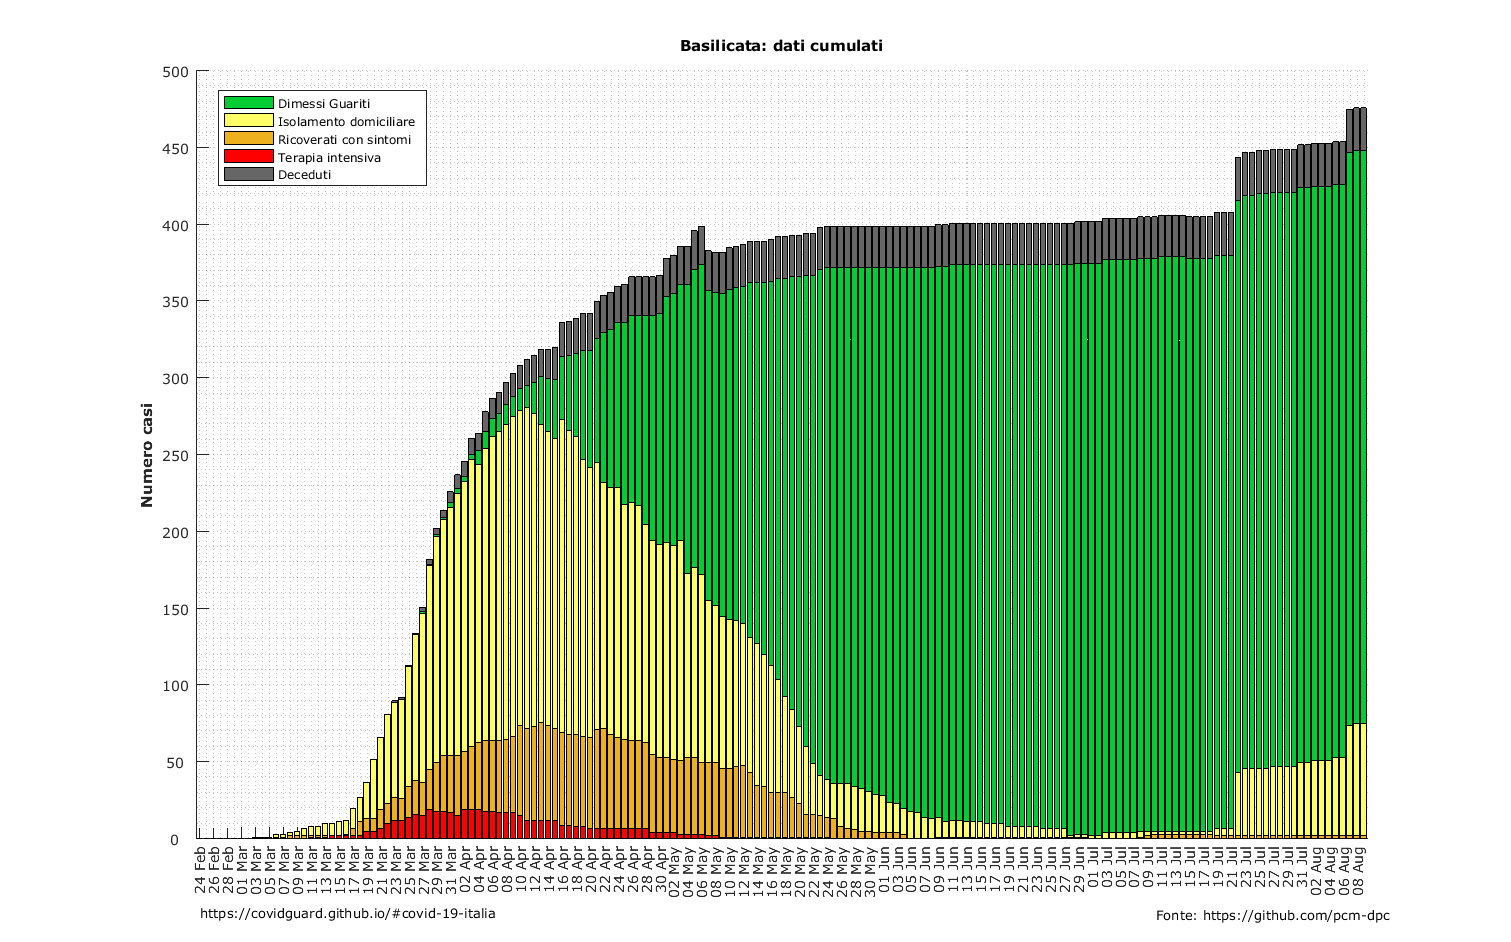 Basilicata: dati cumulati
Numero casi
500
450
400
350
300
250
200
150
100
50
0
Dimessi Guariti
Isolamento domiciliare
Ricoverati con sintomi
Terapia intensiva
Deceduti
24 Feb
26 Feb
28 Feb
01 Mar
03 Mar
05 Mar
07 Mar
09 Mar
11 Mar
13 Mar
15 Mar
17 Mar
19 Mar
21 Mar
23 Mar
25 Mar
27 Mar
29 Mar
31 Mar
02 Apr
04 Apr
06 Apr
08 Apr
10 Apr
12 Apr
14 Apr
16 Apr
18 Apr
20 Apr
22 Apr
24 Apr
26 Apr
28 Apr
30 Apr
02 May
04 May
06 May
08 May
10 May
12 May
14 May
16 May
18 May
20 May
22 May
24 May
26 May
28 May
30 May
01 Jun
03 Jun
05 Jun
07 Jun
09 Jun
11 Jun
13 Jun
15 Jun
17 Jun
19 Jun
21 Jun
23 Jun
25 Jun
27 Jun
29 Jun
01 Jul
03 Jul
05 Jul
07 Jul
09 Jul
11 Jul
13 Jul
15 Jul
17 Jul
19 Jul
21 Jul
23 Jul
25 Jul
27 Jul
29 Jul
31 Jul
02 Aug
04 Aug
06 Aug
08 Aug
https://covidguard.github.io/#covid-19-italia
Fonte: https://github.com/pcm-dpc